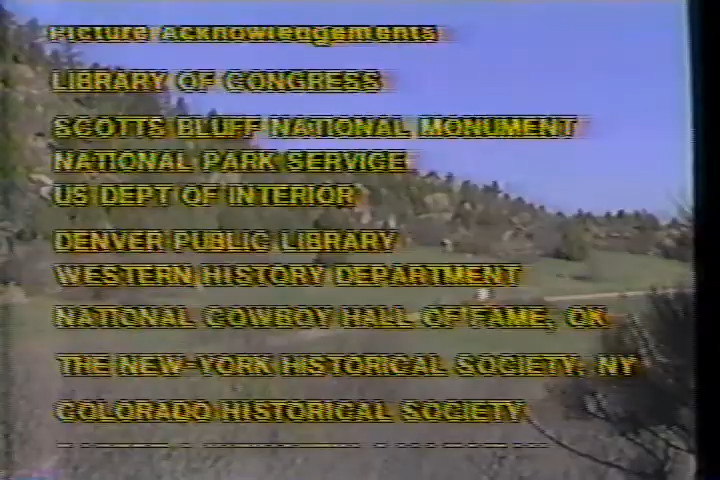 Picture Acknowledgements
LIBRARY OF CONGRESS
SCOTTS BLUFF NATIONAL MONUMENT
NATIONAL PARK SERVICE
US DEPT OF INTERIOR
DENVER PUBLIC LIBRARY
WESTERN HISTORY DEPARTMENT
NATIONAL COWBOY HALL OF FAME, OK
THE NEW-YORK HISTORICAL SOCIETY, NY
COLORADO HISTORICAL SOCIETY